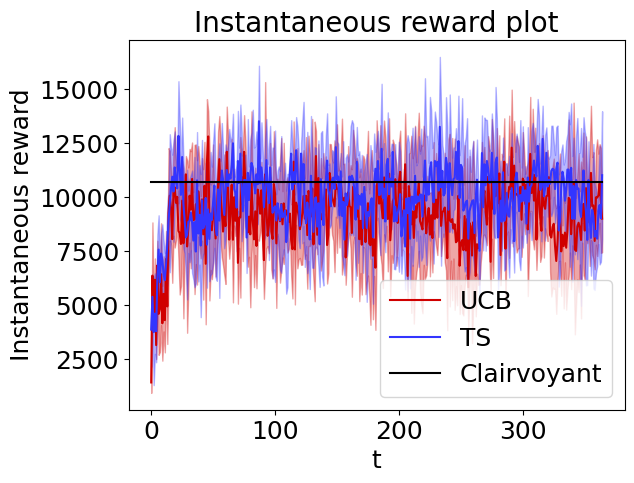 Instantaneous reward plot
Instantaneous reward
15000
12500
10000
7500
5000
2500
UCB
TS
Clairvoyant
0 100 200 300
t